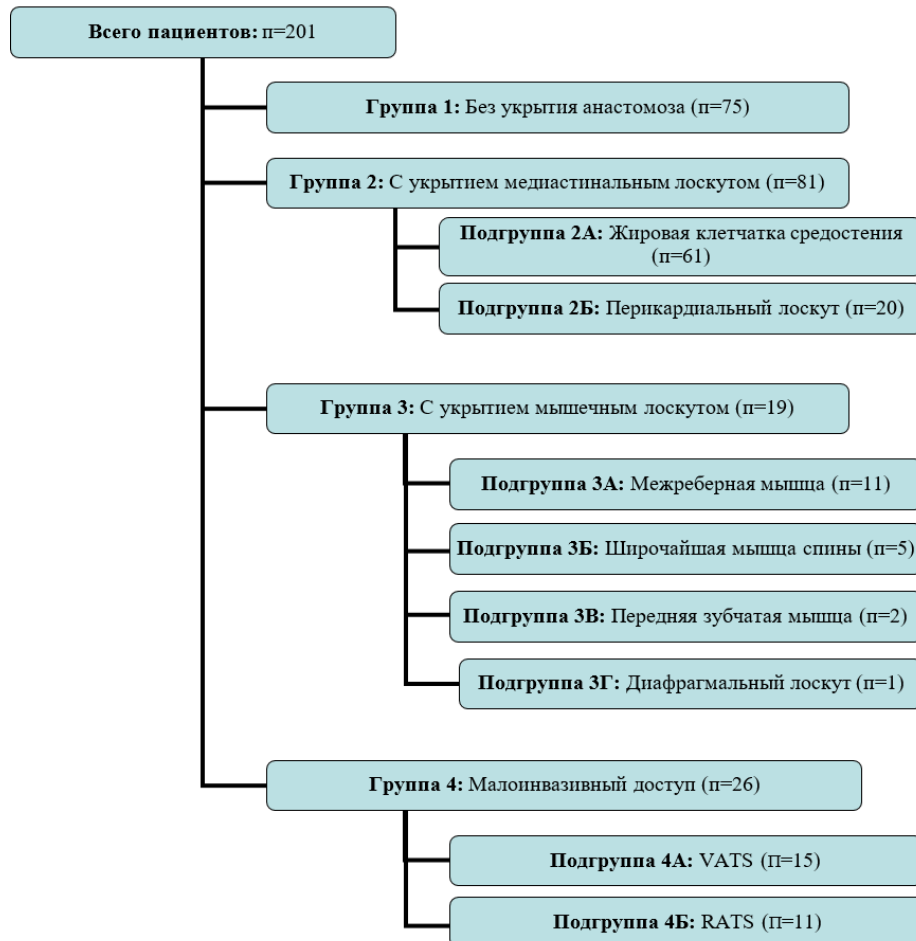 Всего пациентов: п=201
Группа 1: Без укрытия анастомоза (п=75)
Группа 2: С укрытием медиастинальным лоскутом (п=81)
Подгруппа 2А: Жировая клетчатка средостения
(п=61)
Подгруппа 2Б: Перикардиальный лоскут (п=20)
Группа 3: С укрытием мышечным лоскутом (п=19)
Подгруппа 3А: Межреберная мышца (п=11)
Подгруппа 3Б: Широчайшая мышца спины (п=5)
Подгруппа 3В: Передняя зубчатая мышца (п=2)
Подгруппа 3Г: Диафрагмальный лоскут (п=1)
Группа 4: Малоинвазивный доступ (п=26)
Подгруппа 4А: VATS (П=15)
Подгруппа 4Б: RATS (П=11)